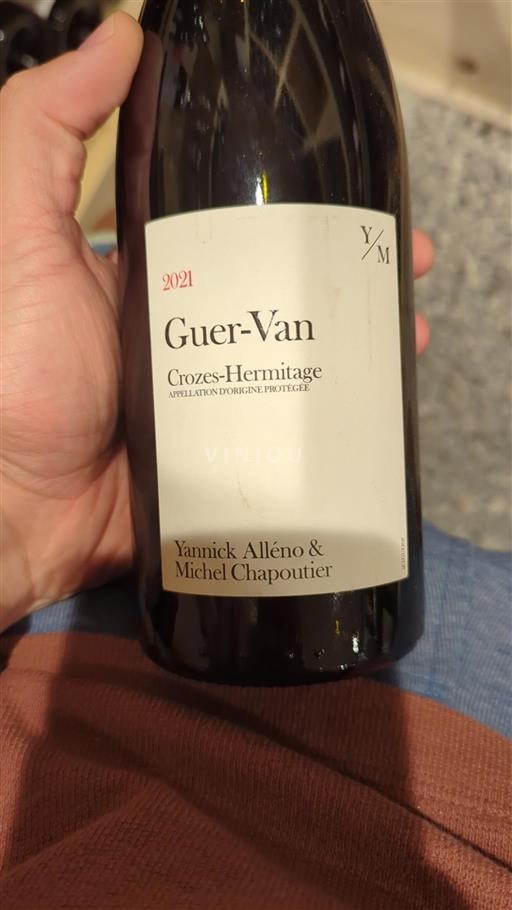 Y/M
2021
Guer-Van
Crozes-Hermitage
APPELLATION D'ORIGINE PROTÉGÉE
VINIOU
Yannick Alléno &
Michel Chapoutier